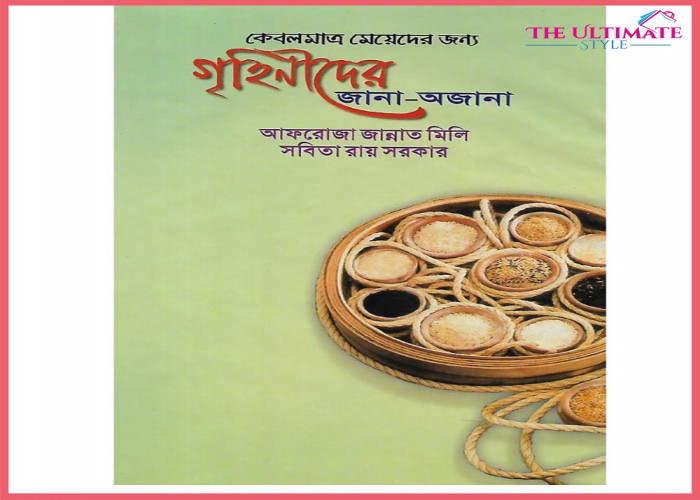 THE ULTIMATE
STYLE
কেবলমাত্র মেয়েদের জন্য
গৃহিনীদের
জানা-অজানা
আফরোজা জান্নাত মিলি
সবিতা রায় সরকার